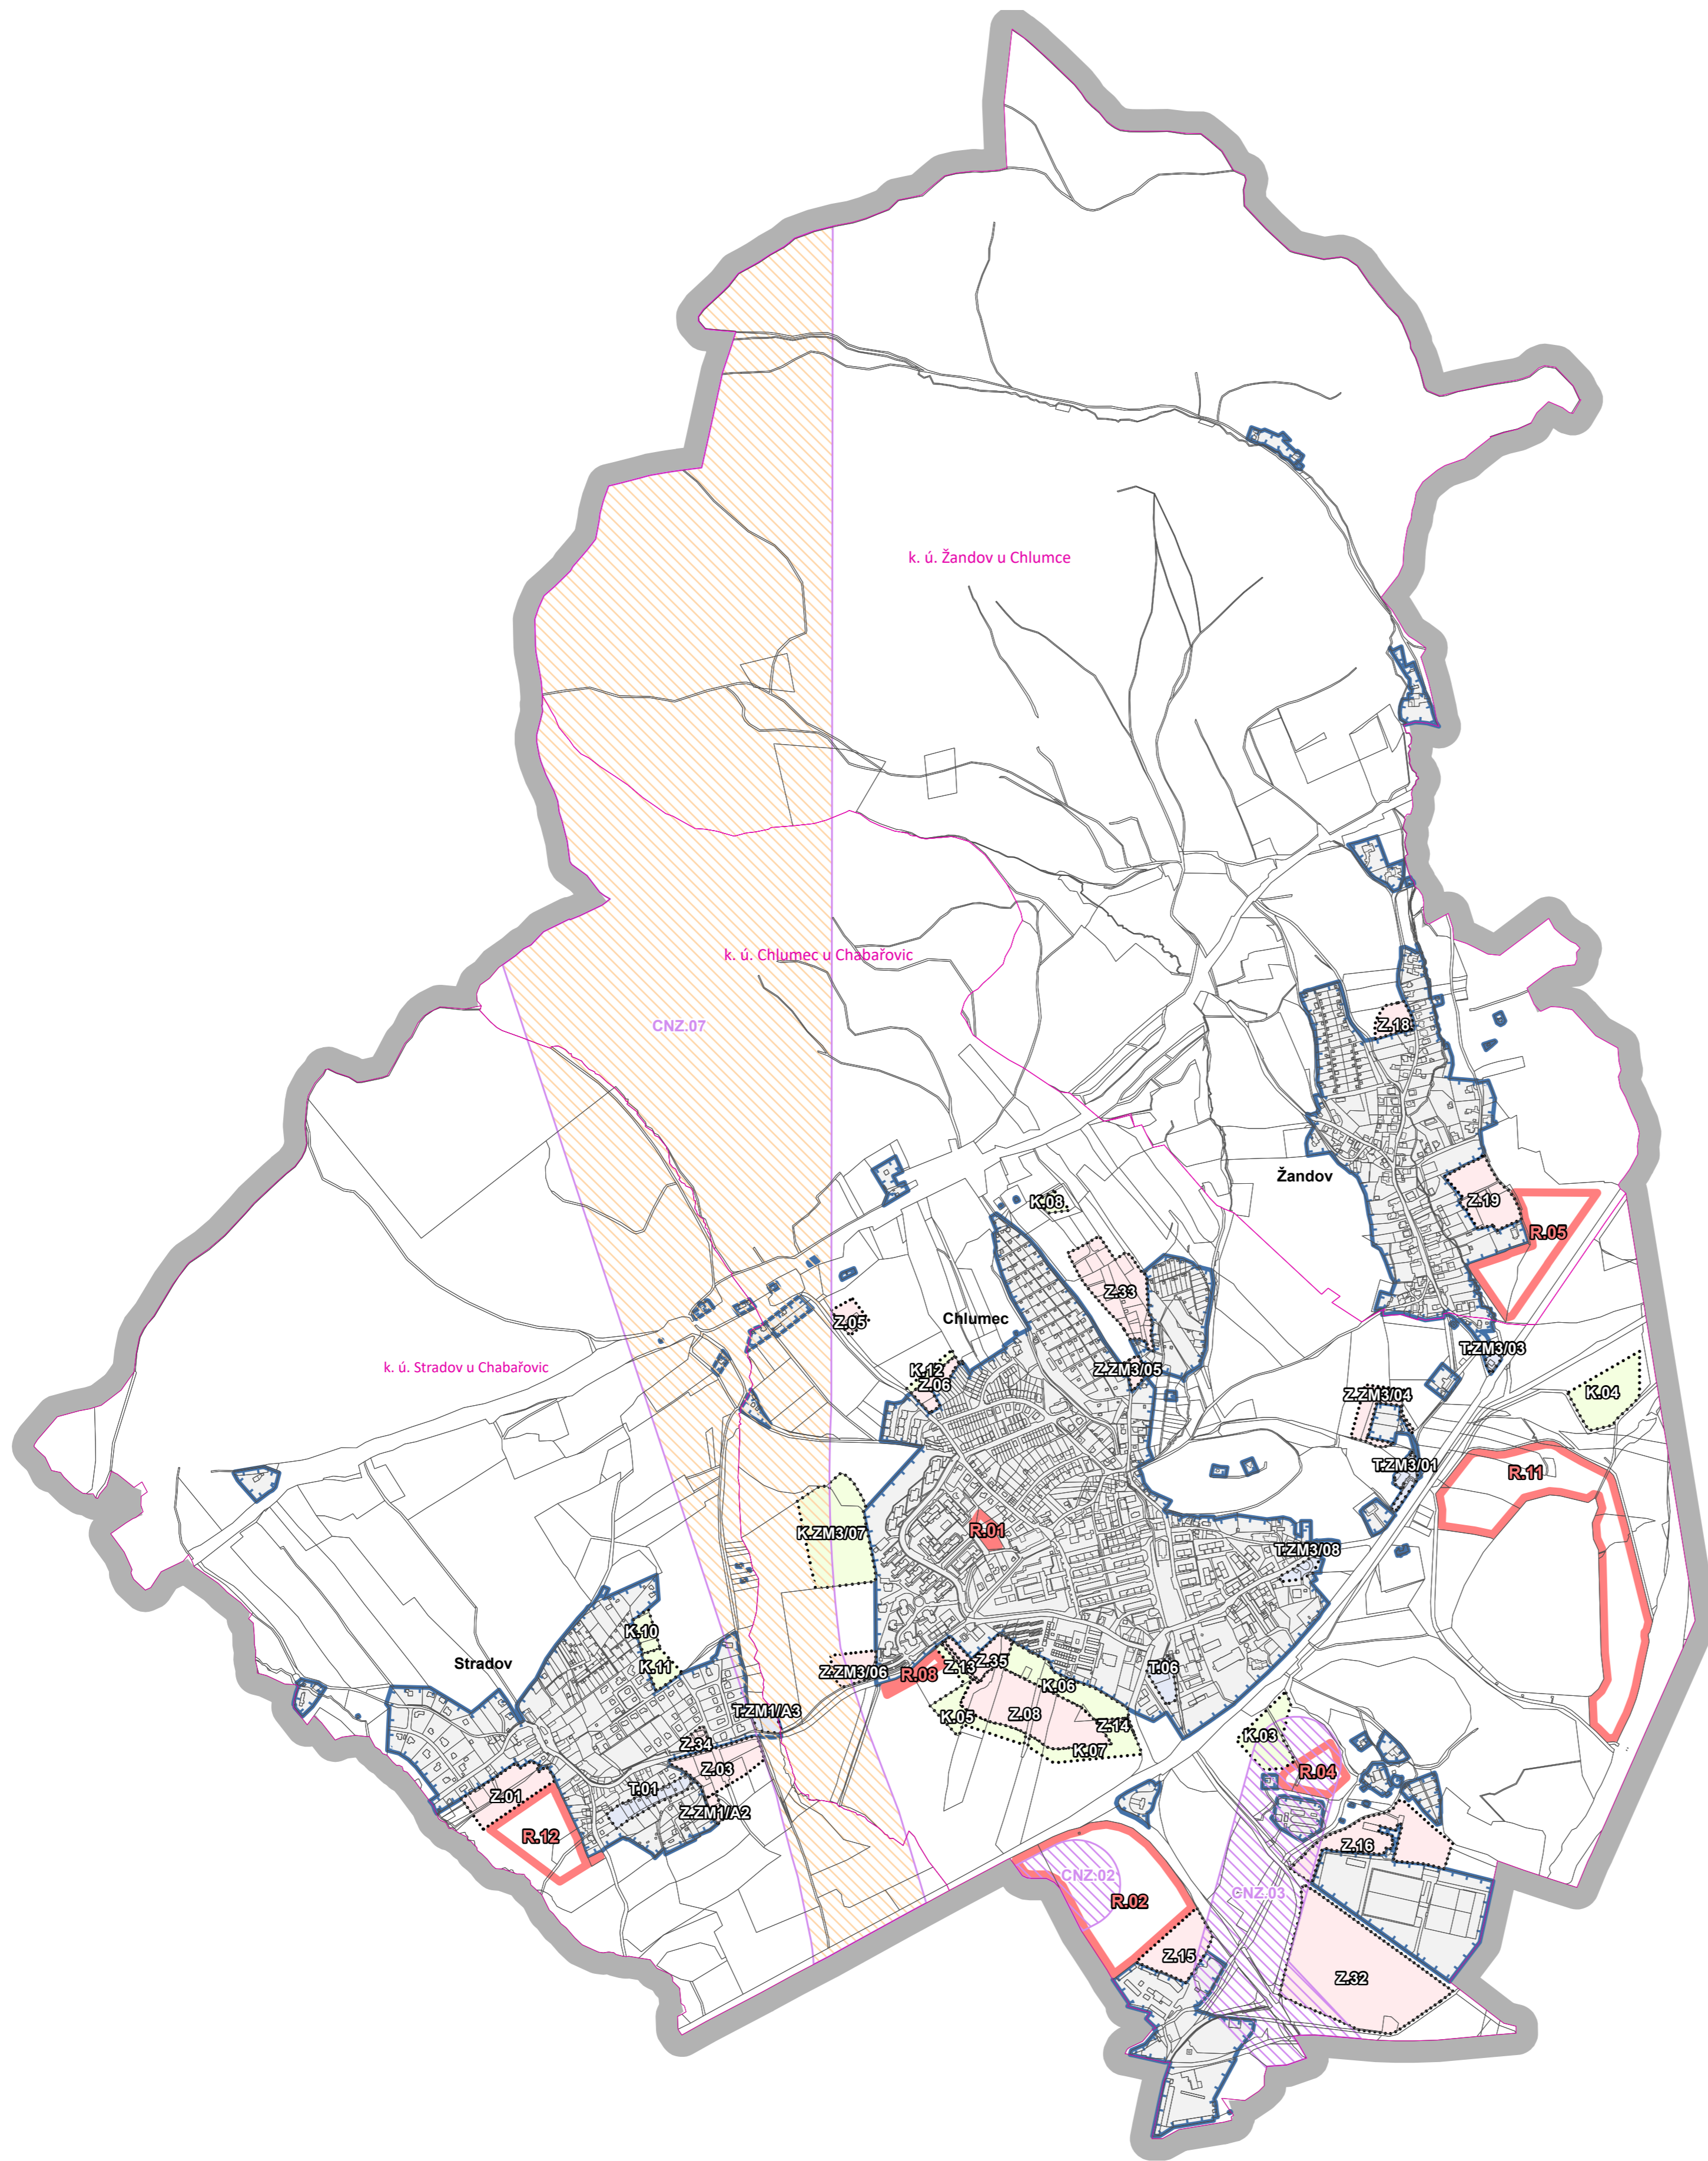 k. ú. Žandov u Chlumce
k. ú. Chlumec u Chabařovic
CNZ.07
Z.18
Žandov
K.08
Z.19
R.05
Z.33
Z.05
Chlumec
T.ZM3/03
k. ú. Stradov u Chabařovic
K.12
Z.06
Z.ZM3/05
Z.ZM3/04
K.04
T.ZM3/01
R.11
K.ZM3/07
R.01
T.ZM3/08
K.10
Stradov
K.11
Z.ZM3/06
R.08
Z.13
Z.35
T.06
K.06
T.ZM1/A3
K.05
Z.08
Z.14
K.03
Z.34
K.07
Z.03
R.04
T.01
Z.01
Z.ZM1/A2
R.12
Z.16
CNZ.02
CNZ.03
R.02
Z.15
Z.32